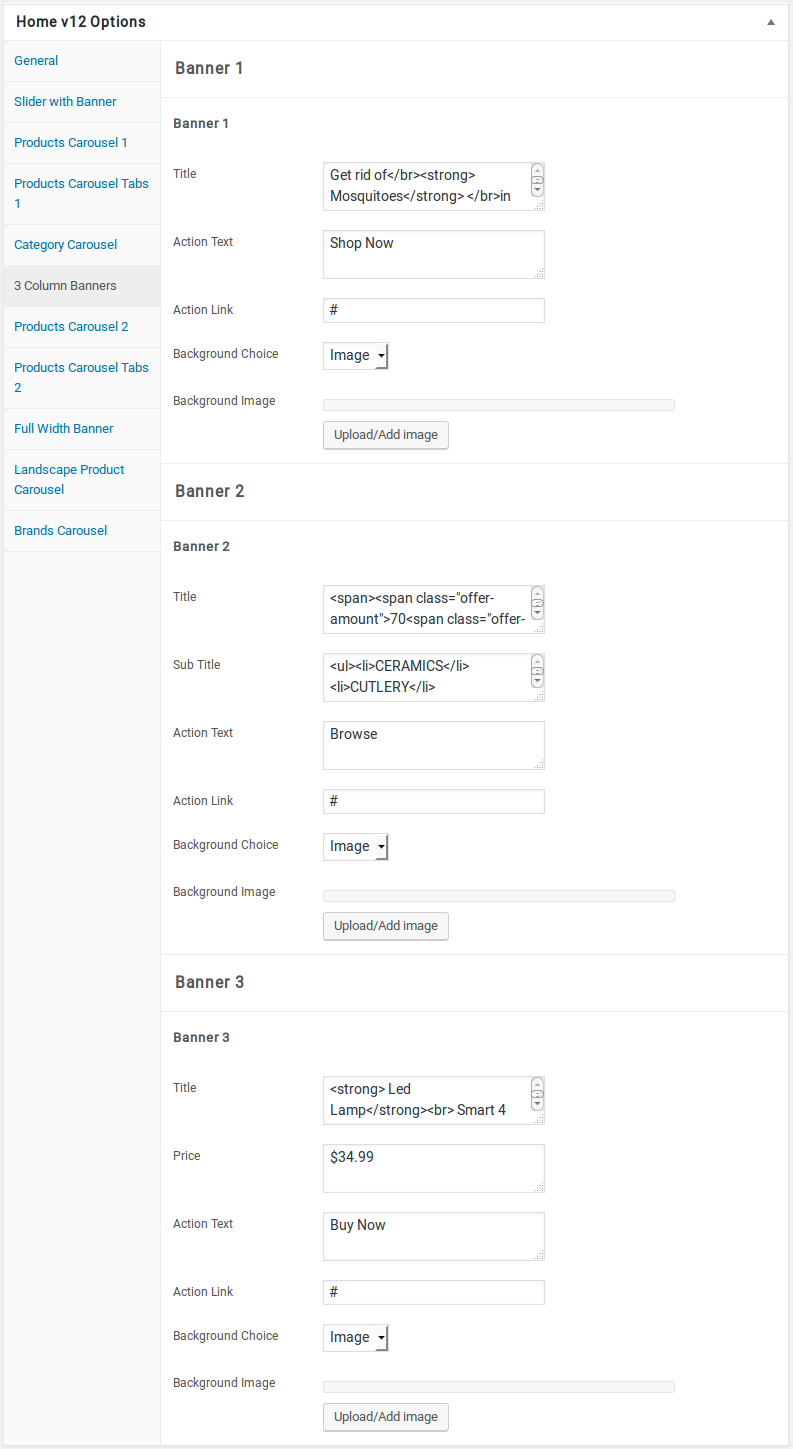 Home v12 Options
General
Slider with Banner
Products Carousel 1
Products Carousel Tabs
1
Category Carousel
3 Column Banners
Products Carousel 2
Products Carousel Tabs
2
Full Width Banner
Landscape Product
Carousel
Brands Carousel
Banner 1
Banner 1
Title
Get rid of</br><strong>
Mosquitoes</strong> </br>in
Action Text
Shop Now
Action Link
#
Background Choice
Image
Background Image
Upload/Add image
Banner 2
Banner 2
Title
<span><span class="offer-
amount">70<span class="offer-
Sub Title
<ul><li>CERAMICS</li>
<li>CUTLERY</li>
Action Text
Browse
Action Link
#
Background Choice
Image
Background Image
Upload/Add image
Banner 3
Banner 3
Title
<strong> Led
Lamp</strong><br> Smart 4
Price
$34.99
Action Text
Buy Now
Action Link
#
Background Choice
Image
Background Image
Upload/Add image